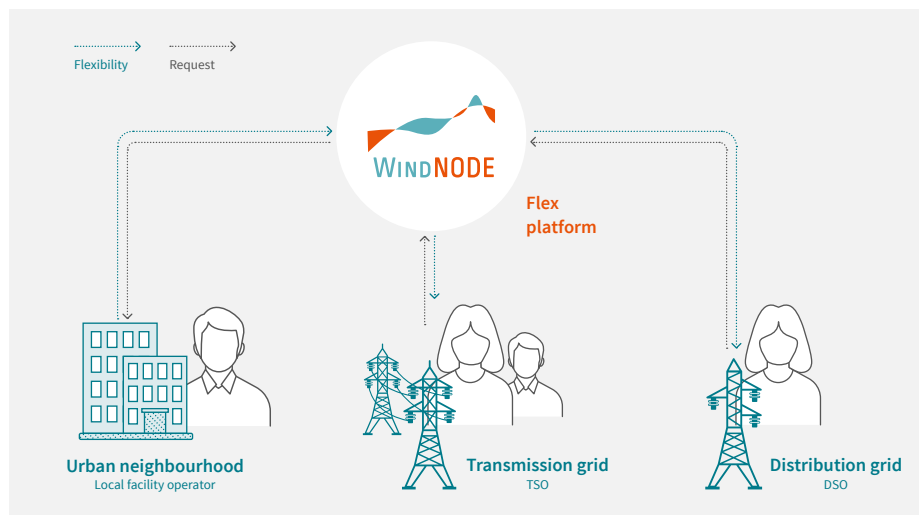 Flexibility
Request
WINDNODE
Flex
platform
Urban neighbourhood
Local facility operator
Transmission grid
TSO
Distribution grid
DSO